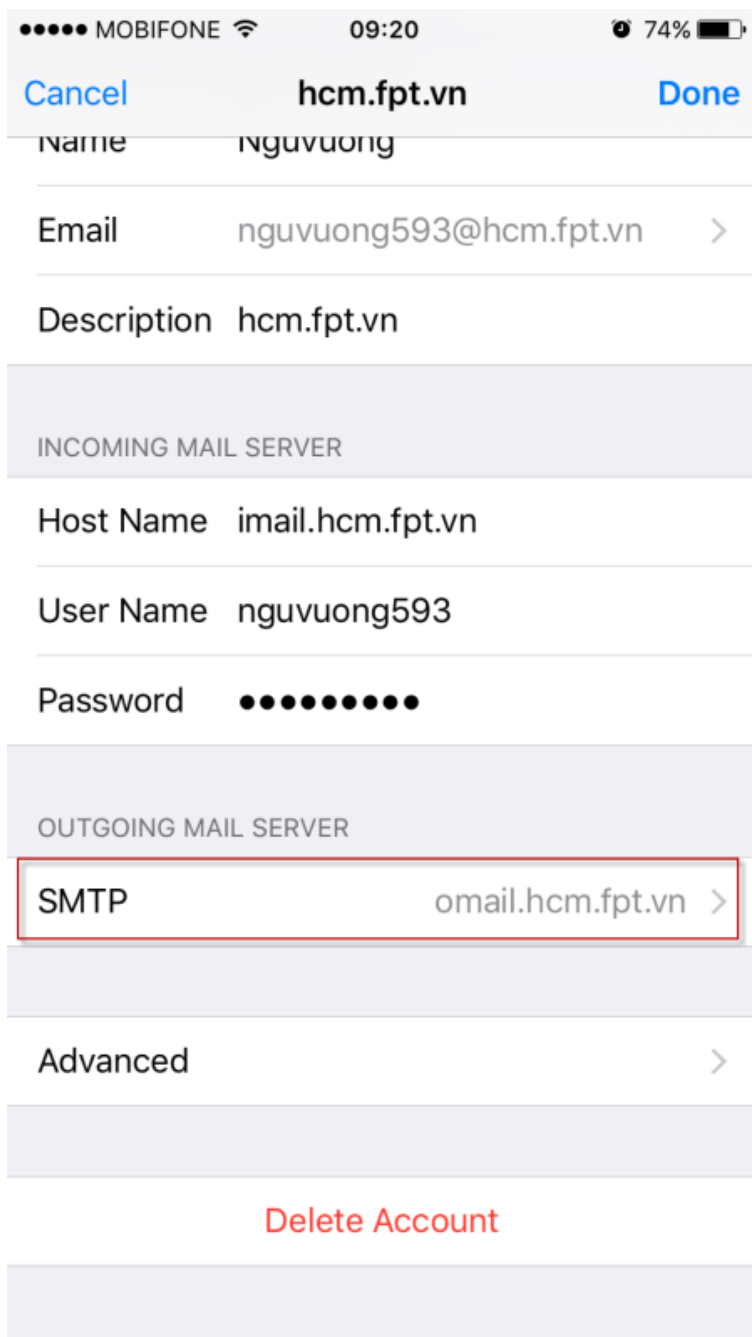 MOBIFONE 09:20 74%
Cancel hcm.fpt.vn Done
Name Nguvuong
Email nguvuong593@hcm.fpt.vn
Description hcm.fpt.vn
INCOMING MAIL SERVER
Host Name imail.hcm.fpt.vn
User Name nguvuong593
Password ●●●●●●●●●
OUTGOING MAIL SERVER
SMTP omail.hcm.fpt.vn
Advanced
Delete Account